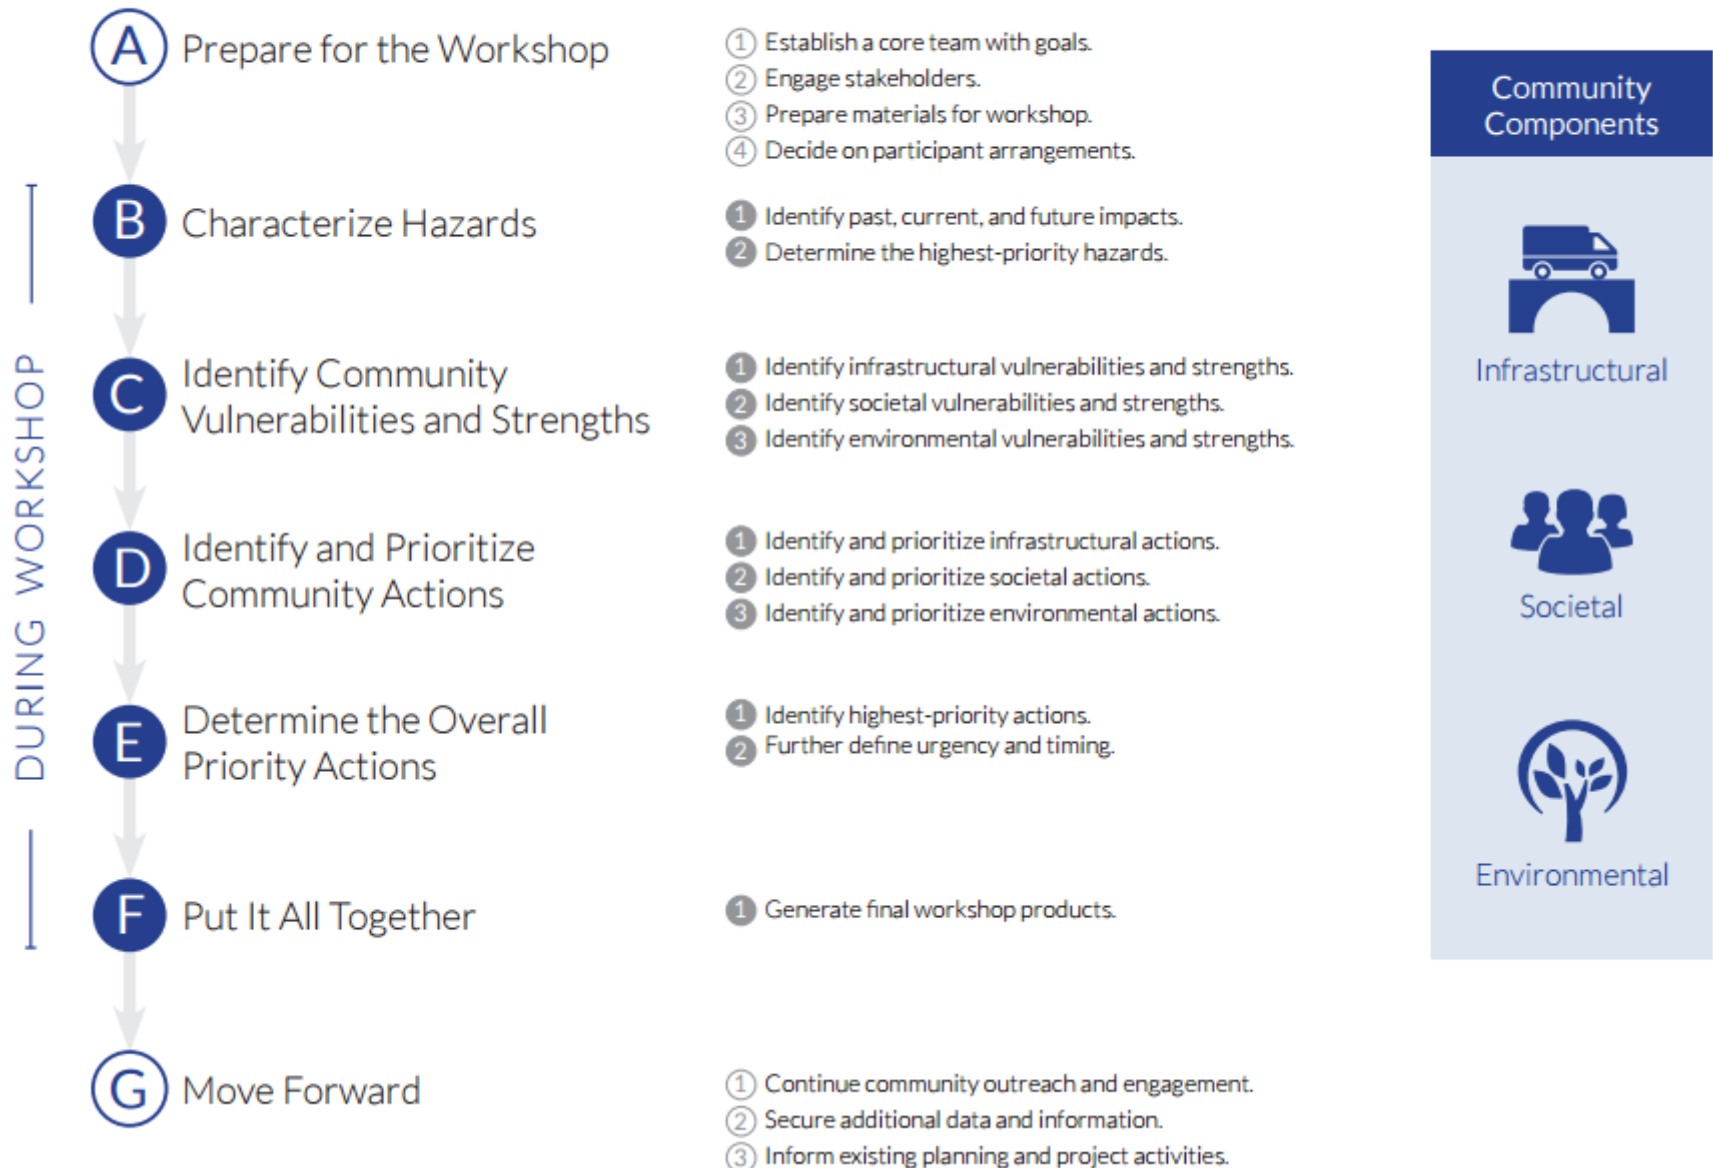 A Prepare for the Workshop
1 Establish a core team with goals.
2 Engage stakeholders.
3 Prepare materials for workshop.
4 Decide on participant arrangements.
DURING WORKSHOP
B Characterize Hazards
1 Identify past, current, and future impacts.
2 Determine the highest-priority hazards.
C Identify Community
Vulnerabilities and Strengths
1 Identify infrastructural vulnerabilities and strengths.
2 Identify societal vulnerabilities and strengths.
3 Identify environmental vulnerabilities and strengths.
D Identify and Prioritize
Community Actions
1 Identify and prioritize infrastructural actions.
2 Identify and prioritize societal actions.
3 Identify and prioritize environmental actions.
E Determine the Overall
Priority Actions
1 Identify highest-priority actions.
2 Further define urgency and timing.
F Put It All Together
1 Generate final workshop products.
G Move Forward
1 Continue community outreach and engagement.
2 Secure additional data and information.
3 Inform existing planning and project activities.
Community
Components
Infrastructural
Societal
Environmental